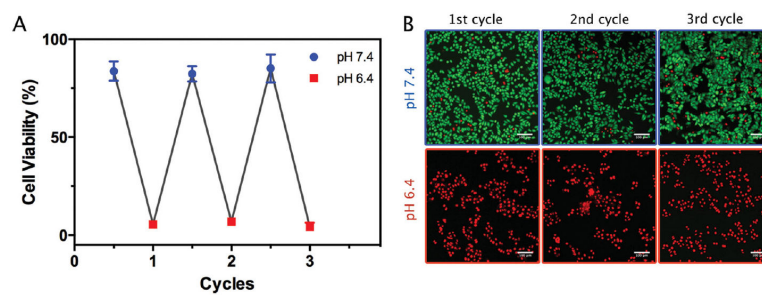 A
100
50
0
Cell Viability (%)
0
1
2
3
Cycles
pH 7.4
pH 6.4
B
1st cycle
2nd cycle
3rd cycle
pH 7.4
pH 6.4